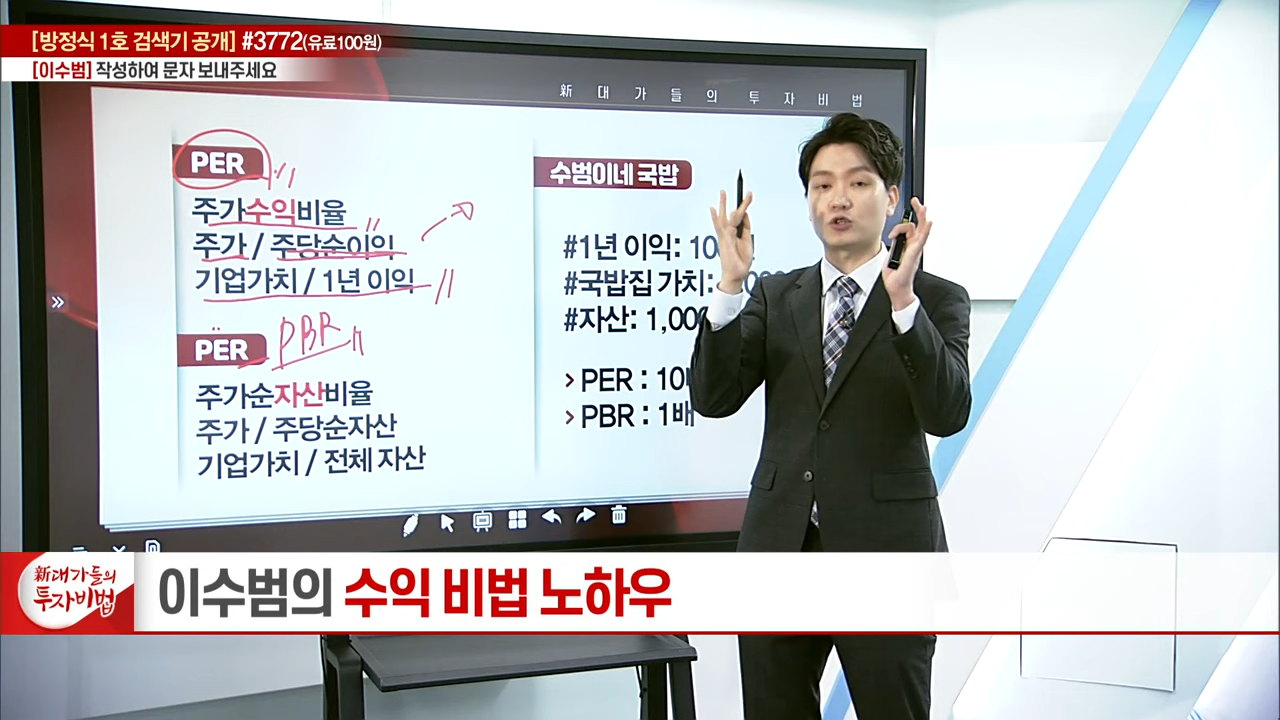 [방정식 1호 검색기 공개] #3772(유료100원)
[이수범] 작성하여 문자 보내주세요
新 대가들의 투자비법
PER
주가수익비율
주가 / 주당순이익
기업가치 / 1년 이익
PER PBR
주가순자산비율
주가 / 주당순자산
기업가치 / 전체 자산
수범이네 국밥
#1년 이익:
#국밥집 가치:
#자산:
> PER :
> PBR : 1배
新대가들의
투자비법
이수범의 수익 비법 노하우